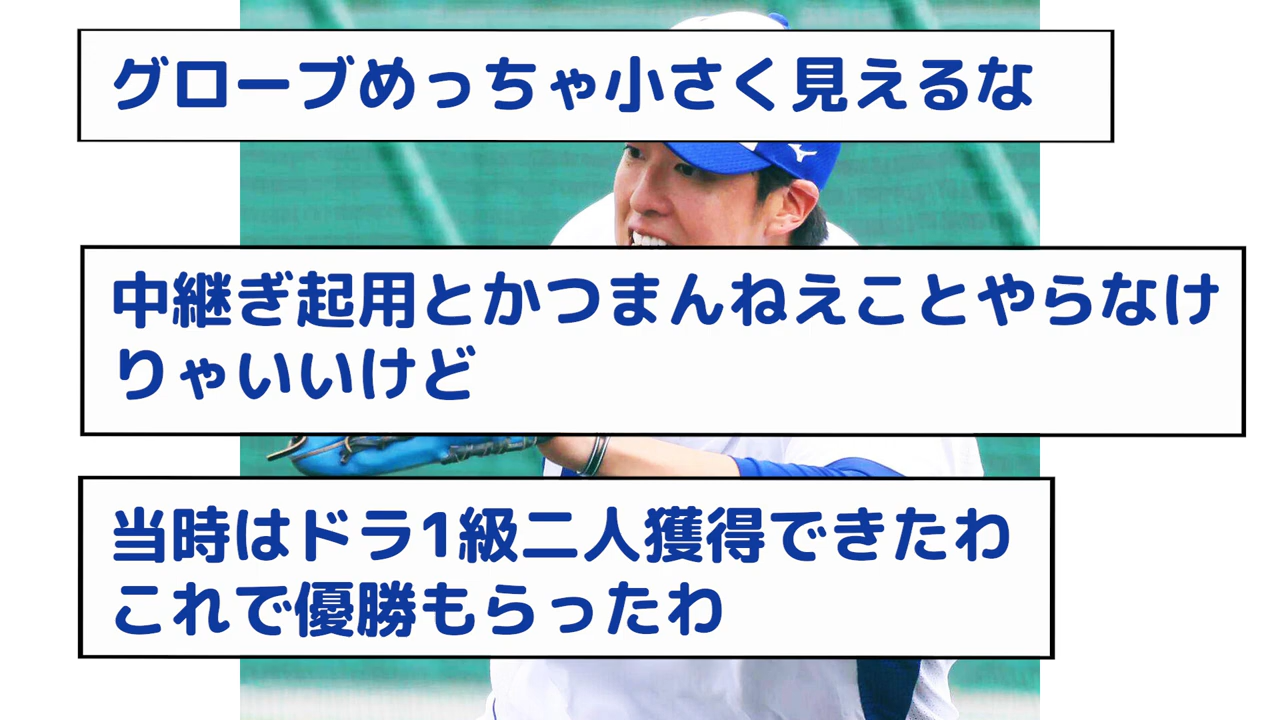 グローブめっちゃ小さく見えるな
中継ぎ起用とかつまんねえことやらなけ
りゃいいけど
当時はドラ1級二人獲得できたわ
これで優勝もらったわ